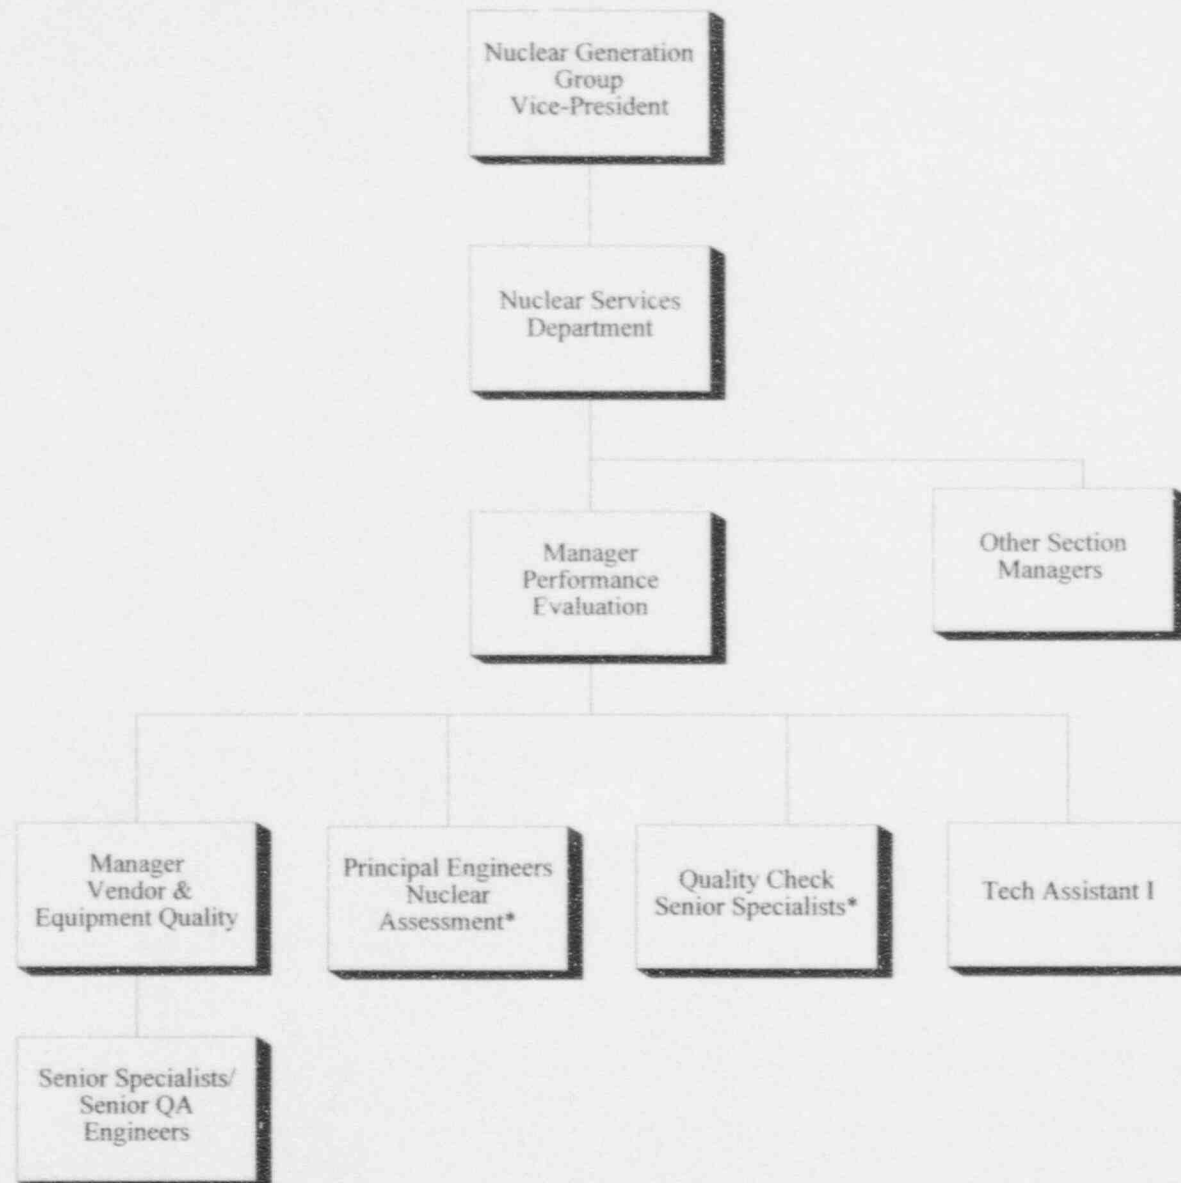 Nuclear Generation
Group
Vice-President
Nuclear Services
Department
Manager
Performance
Evaluation
Other Section
Managers
Manager
Vendor &
Equipment Quality
Principal Engineers
Nuclear
Assessment*
Quality Check
Senior Specialists*
Tech Assistant I
Senior Specialists/
Senior QA
Engineers